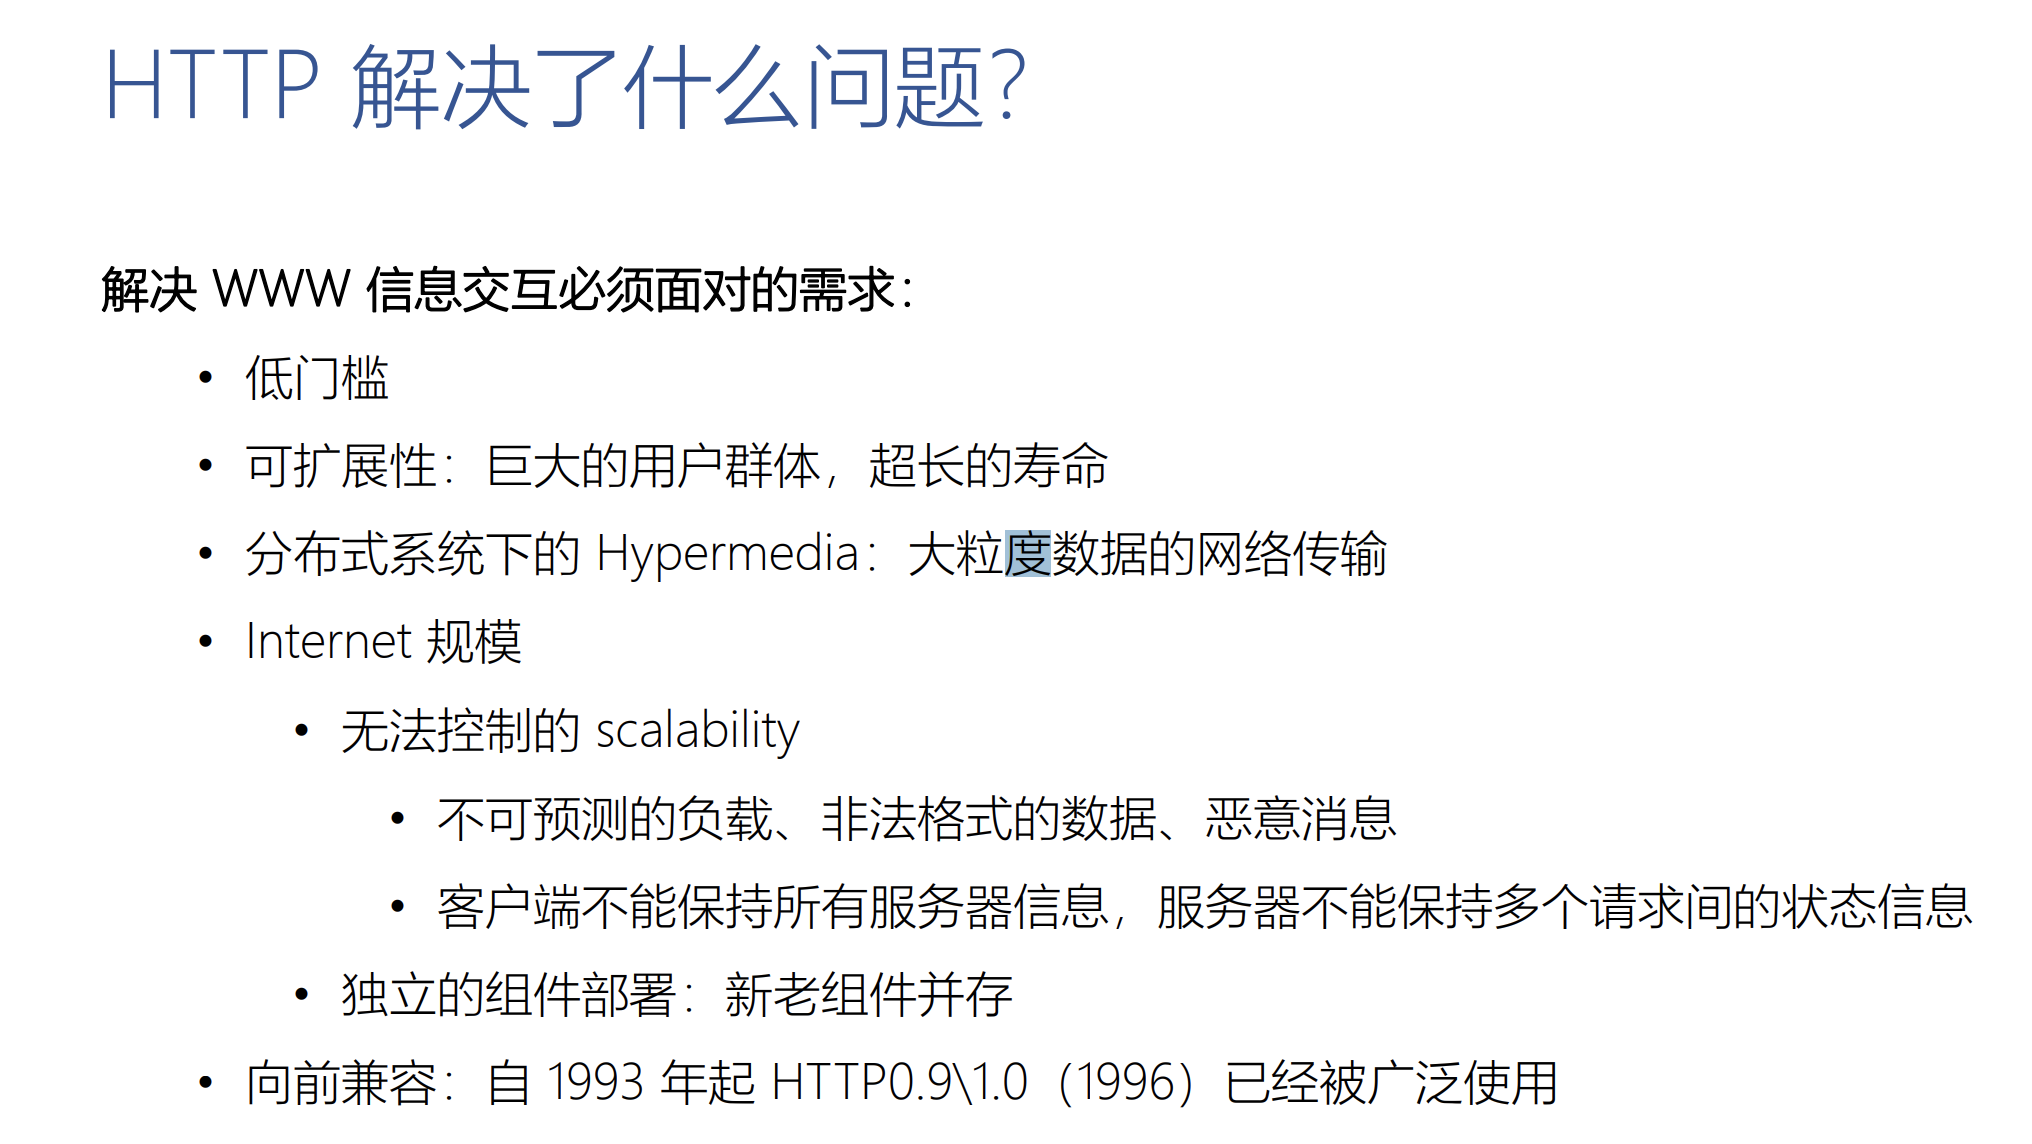 HTTP 解决了什么问题?
解决 WWW 信息交互必须面对的需求:
• 低门槛
• 可扩展性：巨大的用户群体，超长的寿命
• 分布式系统下的 Hypermedia：大粒度数据的网络传输
• Internet 规模
• 无法控制的 scalability
• 不可预测的负载、非法格式的数据、恶意消息
• 客户端不能保持所有服务器信息，服务器不能保持多个请求间的状态信息
• 独立的组件部署：新老组件并存
• 向前兼容：自 1993 年起 HTTP0.9\1.0（1996）已经被广泛使用